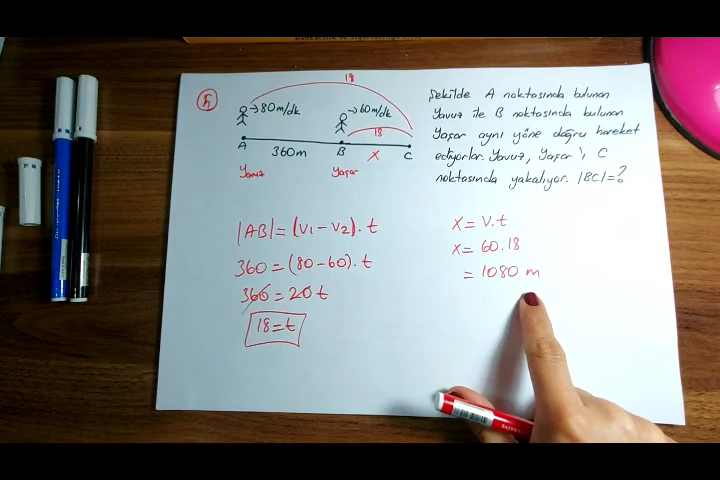 5
18
→80m/dk
→60m/dk
18
A
360m
B
X
C
Yavuz
Yaşar
Şekilde A noktasında bulunan
Yavuz ile B noktasında bulunan
Yaşar aynı yöne doğru hareket
ediyorlar. Yavuz, Yaşar'ı, C
noktasında yakalıyor. |BC|=?
|AB|=(V1-V2).t
360=(80-60).t
360=20t
18=t
X=V.t
X=60.18
=1080 m